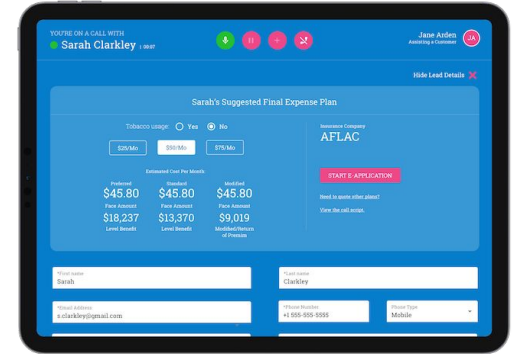 YOU'RE ON A CALL WITH
Sarah Clarkley | 08:07
Jane Arden
Assisting a Customer
JA
Hide Lead Details
Sarah's Suggested Final Expense Plan
Tobacco usage: Yes No
$25/Mo $50/Mo $75/Mo
Estimated Cost Per Month
Preferred Standard Modified
$45.80 $45.80 $45.80
Face Amount Face Amount Face Amount
$18,237 $13,370 $9,019
Level Benefit Level Benefit Modified/Return
of Premium
Insurance Company
AFLAC
START E-APPLICATION
Need to quote other plans?
View the call script.
*First name
Sarah
*Last name
Clarkley
*Email Address
s.clarkley@gmail.com
*Phone Number
+1 555-555-5555
Phone Type
Mobile